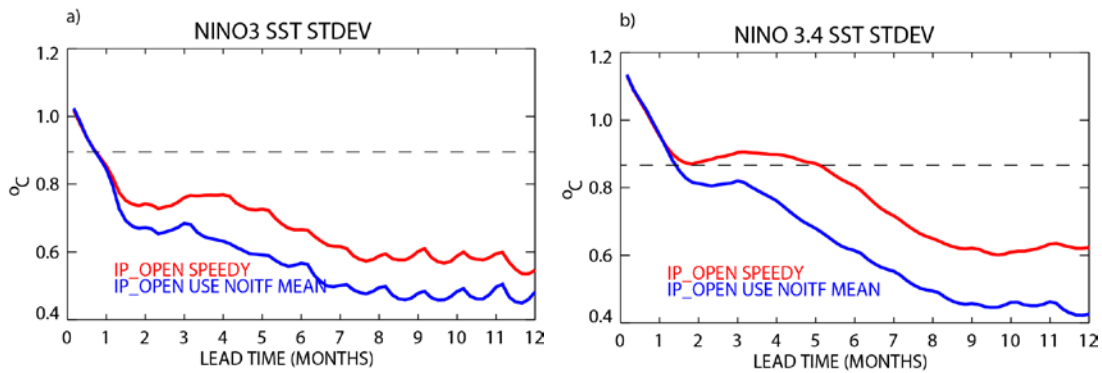 a)
NINO3 SST STDEV
1.2
1.0
0.8
0.6
0.4
°C
IP_OPEN SPEEDY
IP_OPEN USE NOITF MEAN
0 1 2 3 4 5 6 7 8 9 10 11 12
LEAD TIME (MONTHS)
b)
NINO 3.4 SST STDEV
1.2
1.0
0.8
0.6
0.4
°C
IP_OPEN SPEEDY
IP_OPEN USE NOITF MEAN
0 1 2 3 4 5 6 7 8 9 10 11 12
LEAD TIME (MONTHS)